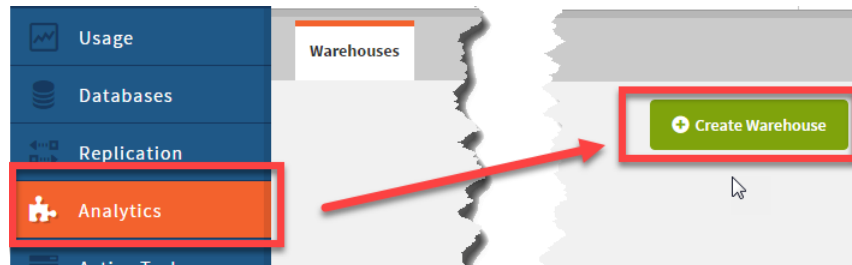 Usage
Databases
Replication
Analytics
Warehouses
Create Warehouse